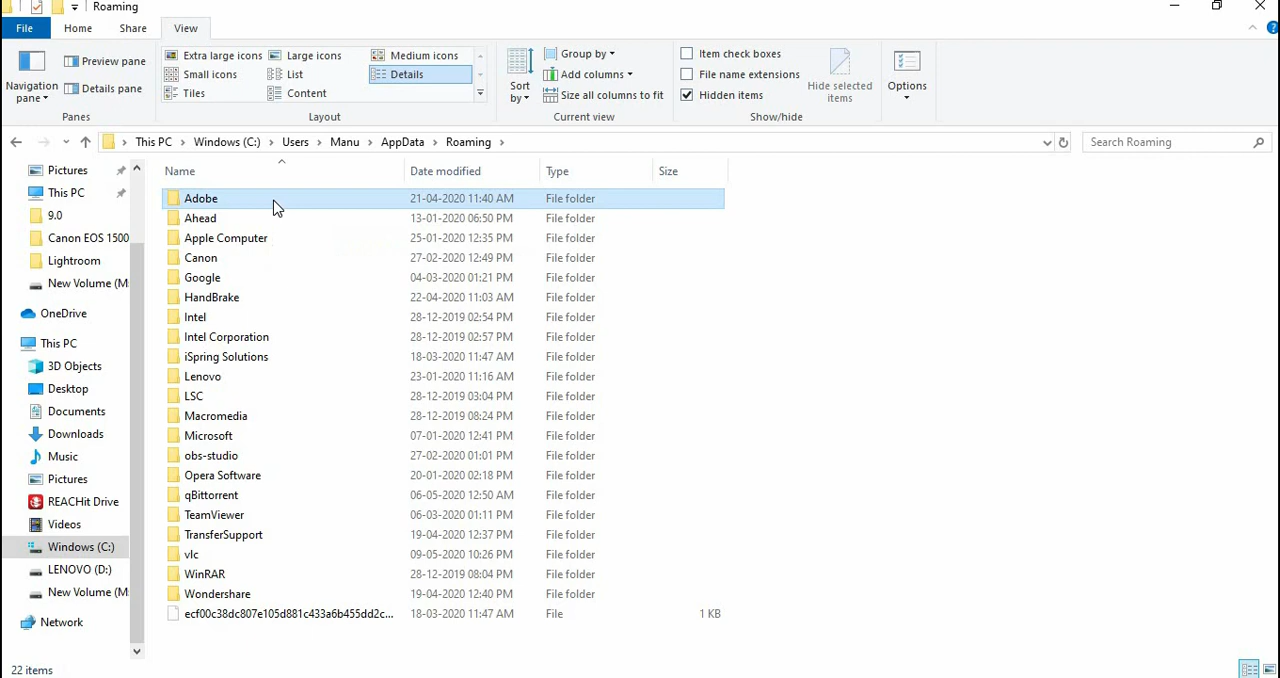 Roaming
File Home Share View
Navigation pane
Preview pane
Details pane
Panes
Extra large icons Large icons Medium icons
Small icons List Details
Tiles Content
Layout
Sort by
Group by
Add columns
Size all columns to fit
Current view
Item check boxes
File name extensions
Hidden items
Hide selected items
Show/hide
Options
This PC > Windows (C:) > Users > Manu > AppData > Roaming >
Search Roaming
Pictures
This PC
9.0
Canon EOS 1500
Lightroom
New Volume (M:
OneDrive
This PC
3D Objects
Desktop
Documents
Downloads
Music
Pictures
REACHit Drive
Videos
Windows (C:)
LENOVO (D:)
New Volume (M:
Network
Name Date modified Type Size
Adobe 21-04-2020 11:40 AM File folder
Ahead 13-01-2020 06:50 PM File folder
Apple Computer 25-01-2020 12:35 PM File folder
Canon 27-02-2020 12:49 PM File folder
Google 04-03-2020 01:21 PM File folder
HandBrake 22-04-2020 11:03 AM File folder
Intel 28-12-2019 02:54 PM File folder
Intel Corporation 28-12-2019 02:57 PM File folder
iSpring Solutions 18-03-2020 11:47 AM File folder
Lenovo 23-01-2020 11:16 AM File folder
LSC 28-12-2019 03:04 PM File folder
Macromedia 28-12-2019 08:24 PM File folder
Microsoft 07-01-2020 12:41 PM File folder
obs-studio 27-02-2020 01:01 PM File folder
Opera Software 20-01-2020 02:18 PM File folder
qBittorrent 06-05-2020 12:50 AM File folder
TeamViewer 06-03-2020 01:11 PM File folder
TransferSupport 19-04-2020 12:37 PM File folder
vlc 09-05-2020 10:26 PM File folder
WinRAR 28-12-2019 08:04 PM File folder
Wondershare 19-04-2020 12:40 PM File folder
ecf00c38dc807e105d881c433a6b455dd2c... 18-03-2020 11:47 AM File 1 KB
22 items